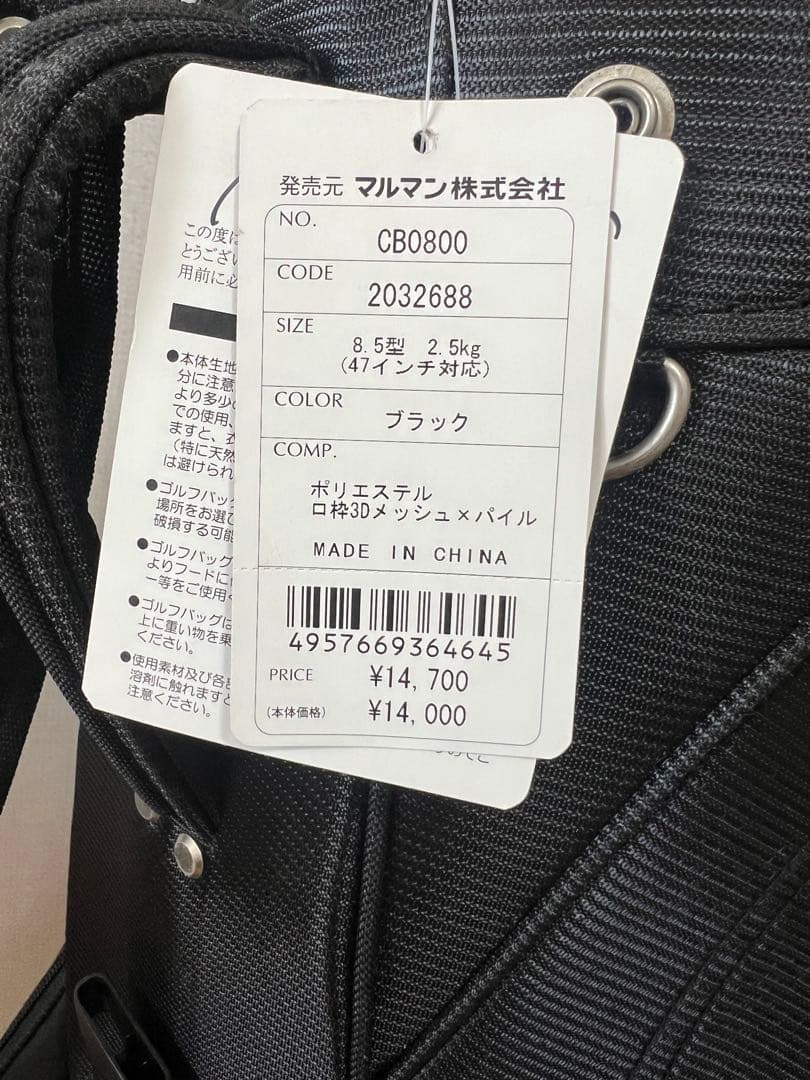 発売元 マルマン株式会社
NO.
CB0800
CODE
2032688
SIZE
8.5型 2.5kg
(47インチ対応)
COLOR
ブラック
COMP.
ポリエステル
口枠3Dメッシュ×パイル
MADE IN CHINA
4957669364645
PRICE ¥14,700
(本体価格) ¥14,000
この度は
とうござい
用前に必
●本体生地
分に注意
より多少の
での使用、
ますと、衣
(特に天然
は避けられ
●ゴルフバッグ
場所をお選び
破損する可能
●ゴルフバッグ
よりフードに
ー等をご使用く
●ゴルフバッグは
上に重い物を乗
ください。
●使用素材及び各
溶剤に触れますと
注意ください。